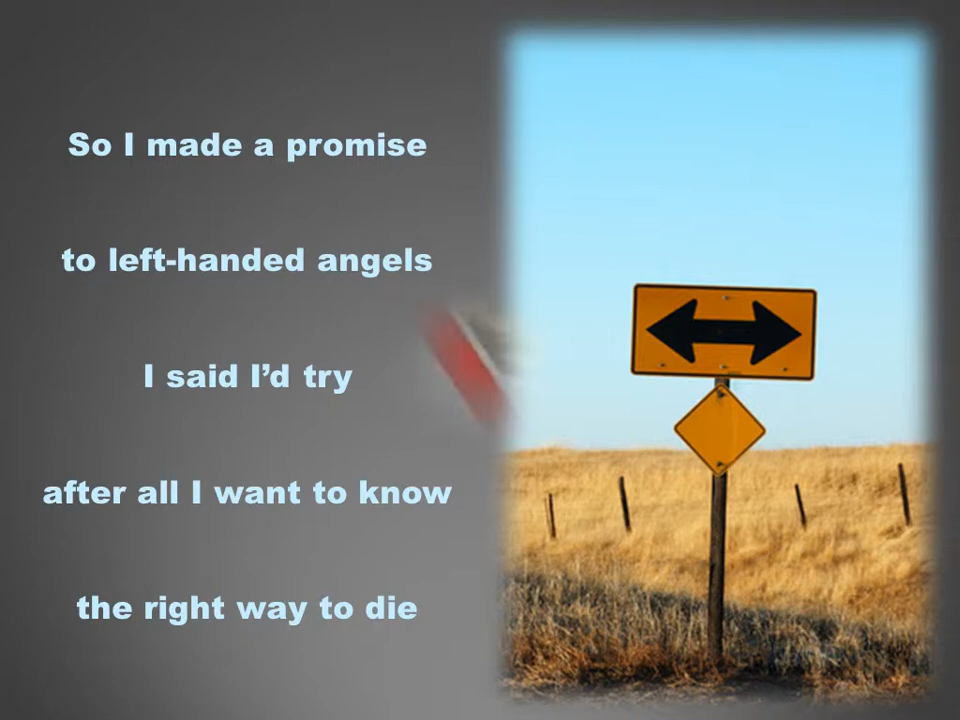 So I made a promise
to left-handed angels
I said I’d try
after all I want to know
the right way to die